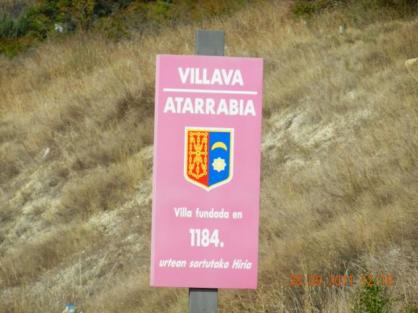 VILLAVA
ATARRABIA
Villa fundada en
1184.
urtean sortutako Hiria